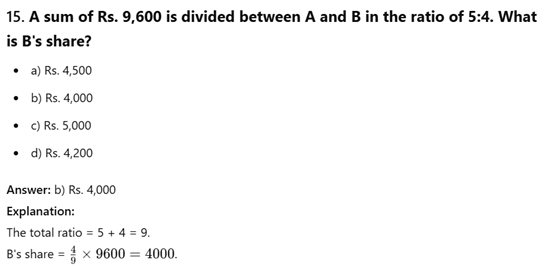 15. A sum of Rs. 9,600 is divided between A and B in the ratio of 5:4. What
is B's share?
• a) Rs. 4,500
• b) Rs. 4,000
• c) Rs. 5,000
• d) Rs. 4,200
Answer: b) Rs. 4,000
Explanation:
The total ratio = 5 + 4 = 9.
B's share = 4/9 × 9600 = 4000.